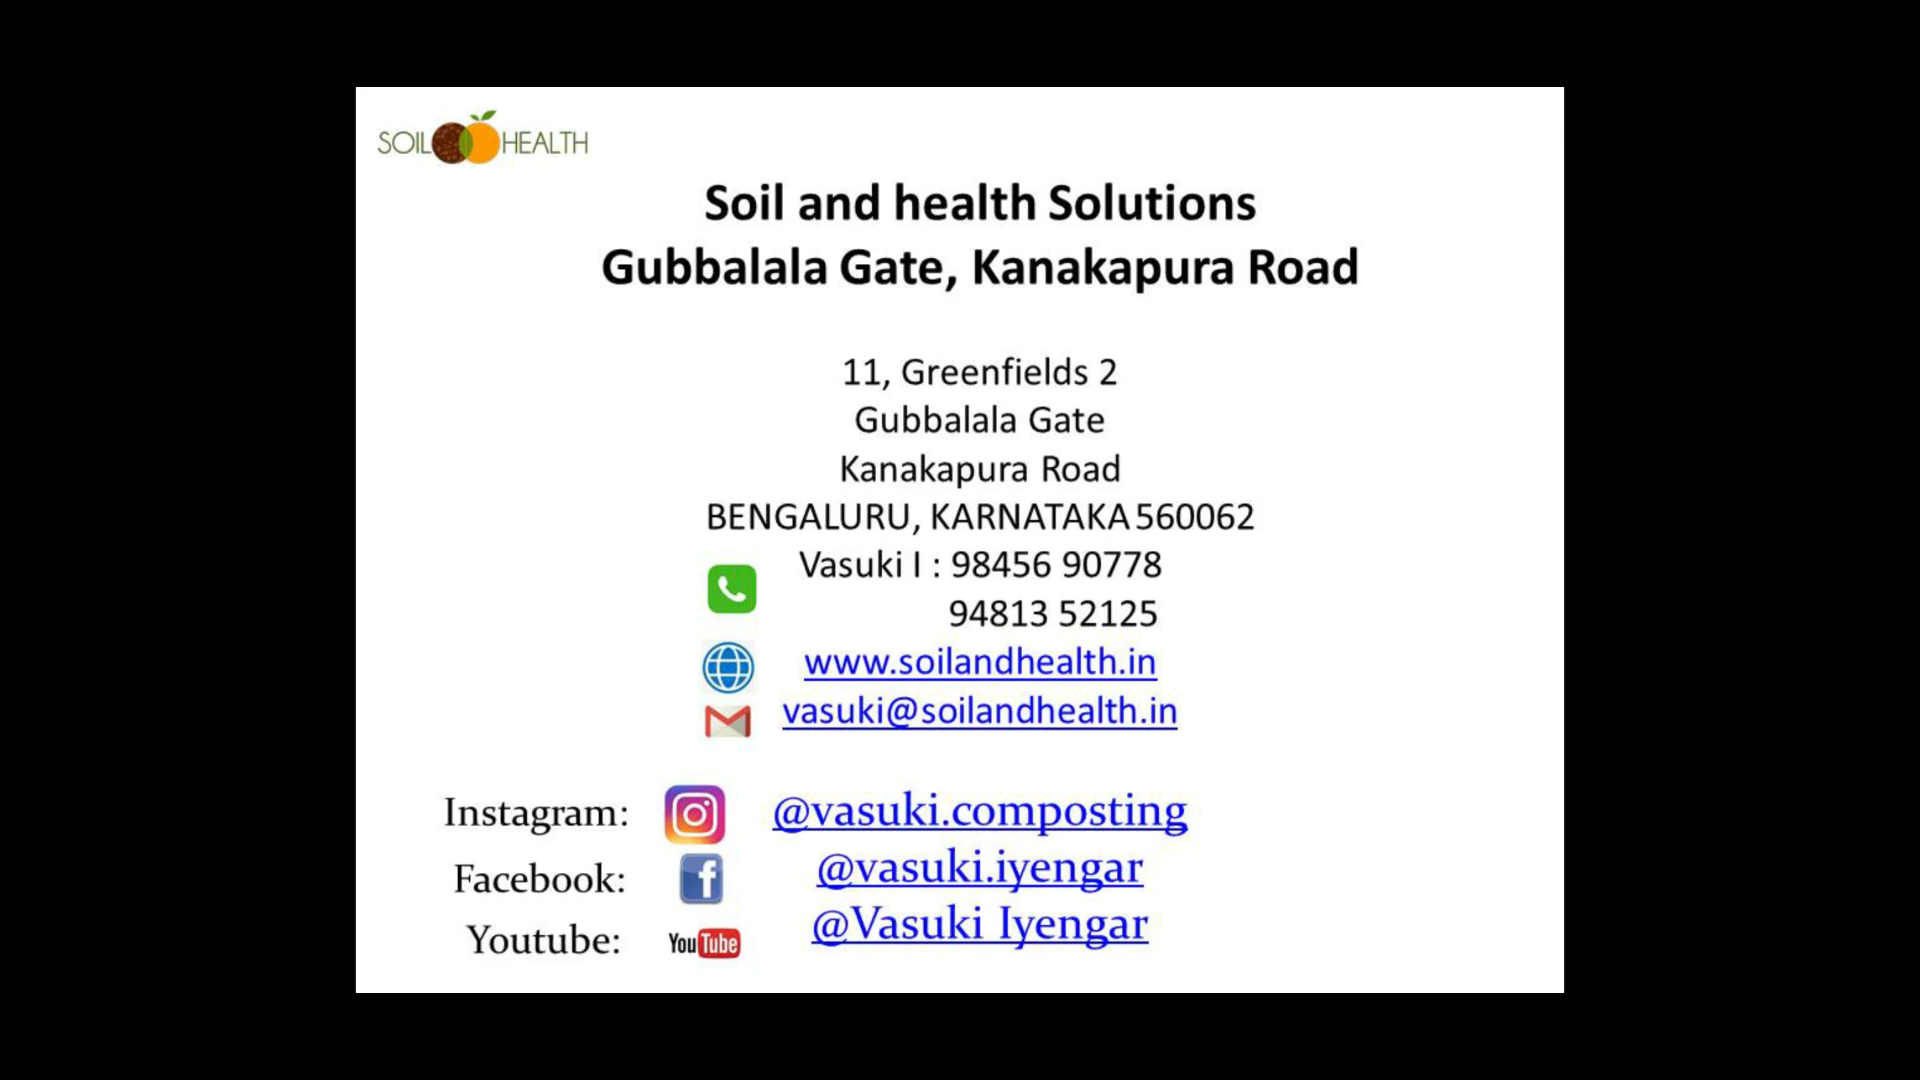 SOIL HEALTH
Soil and health Solutions
Gubbalala Gate, Kanakapura Road
11, Greenfields 2
Gubbalala Gate
Kanakapura Road
BENGALURU, KARNATAKA 560062
Vasuki I : 98456 90778
94813 52125
www.soilandhealth.in
vasuki@soilandhealth.in
Instagram: @vasuki.composting
Facebook: @vasuki.iyengar
Youtube: YouTube @Vasuki Iyengar